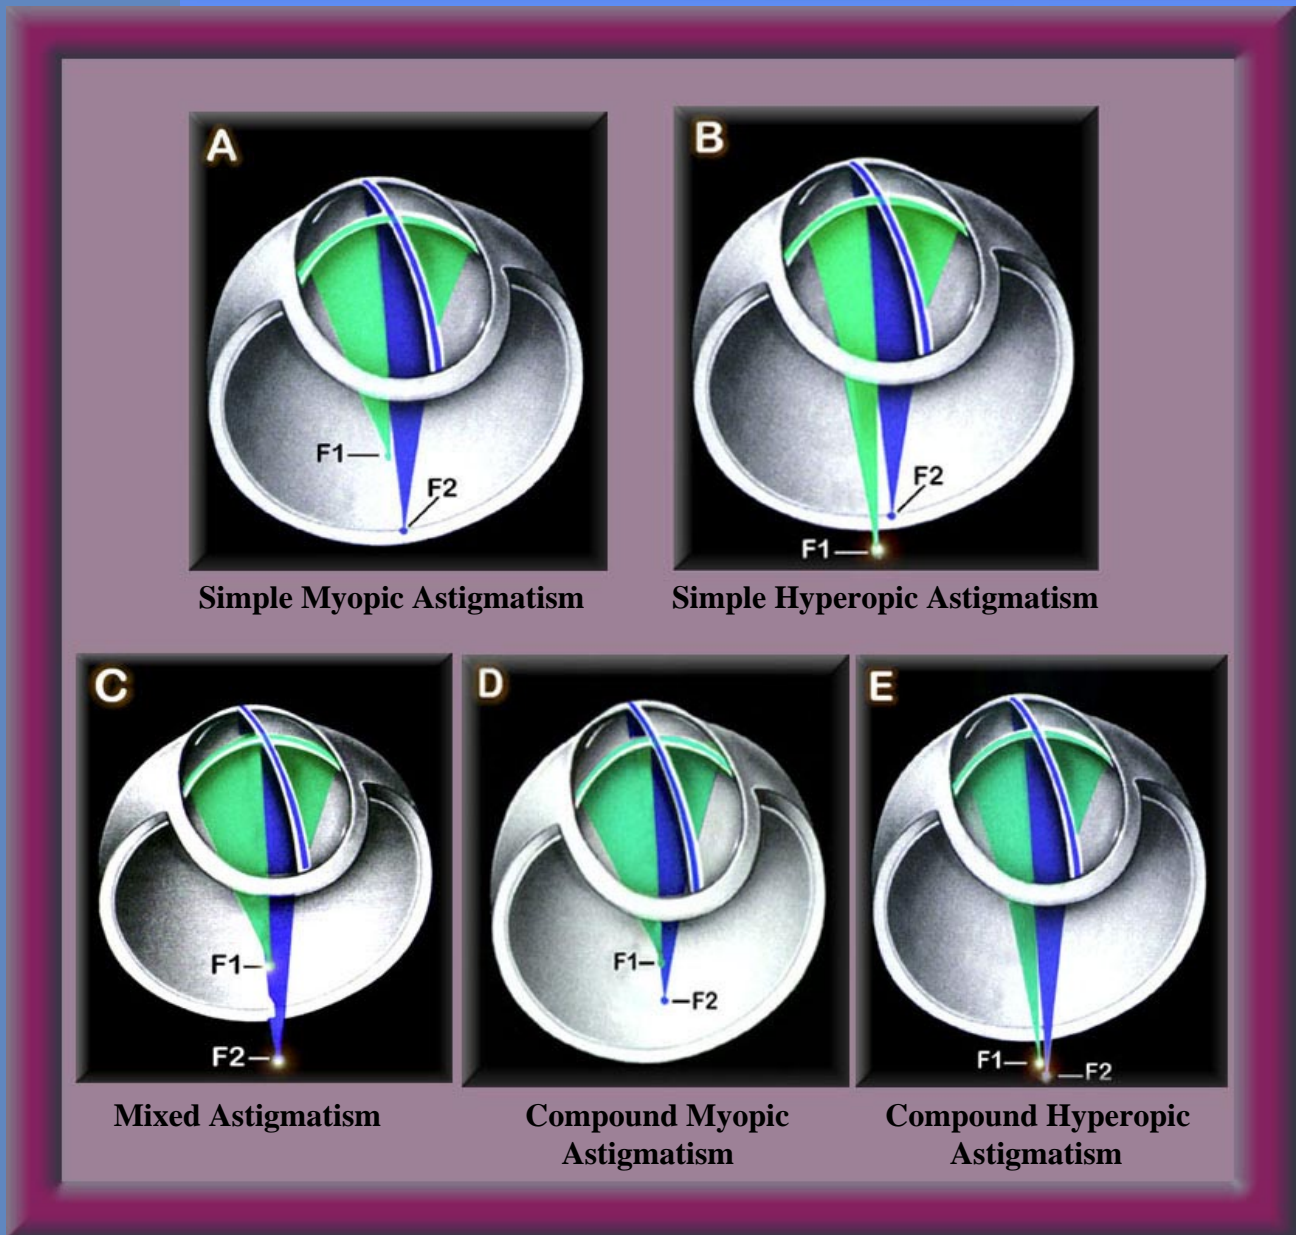 A
B
F1
F2
F2
F1
Simple Myopic Astigmatism
Simple Hyperopic Astigmatism
C
D
E
F1
F2
F1
F2
F1
F2
Mixed Astigmatism
Compound Myopic
Astigmatism
Compound Hyperopic
Astigmatism